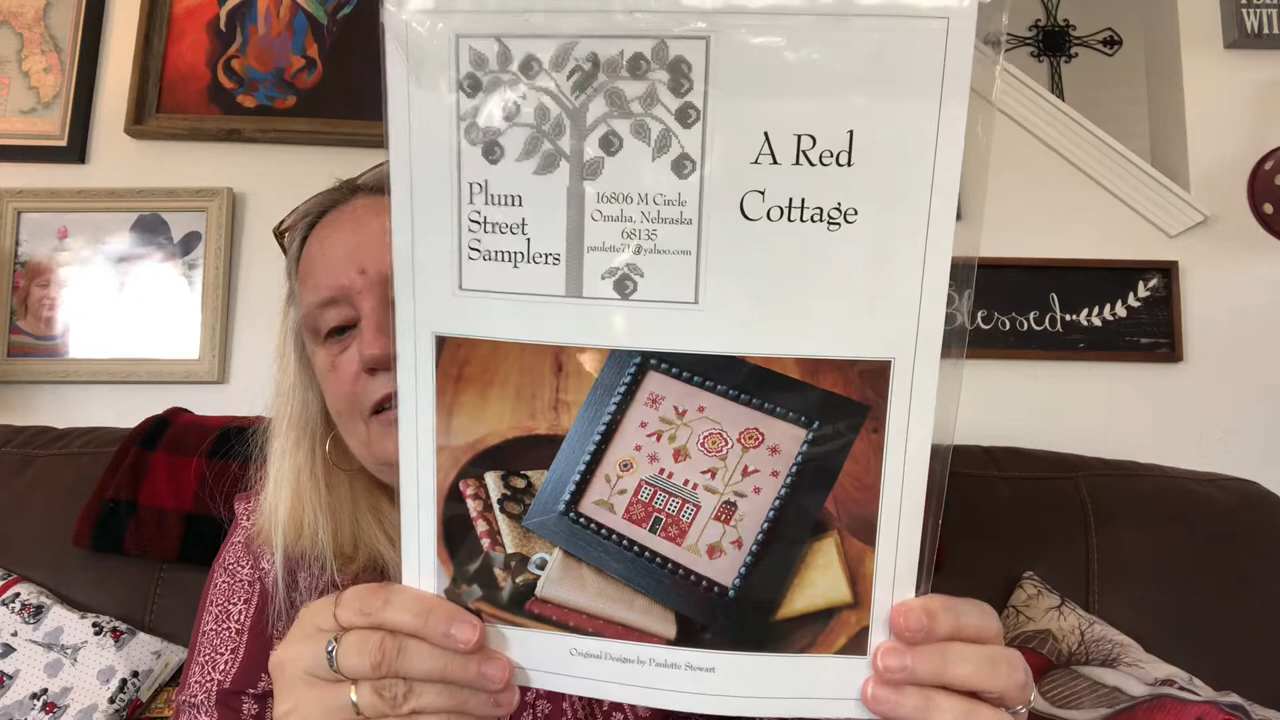 WIT
Plum
Street
Samplers
16806 M Circle
Omaha, Nebraska
68135
paulette71@yahoo.com
A Red
Cottage
Blessed
Original Designs by Paulette Stewart